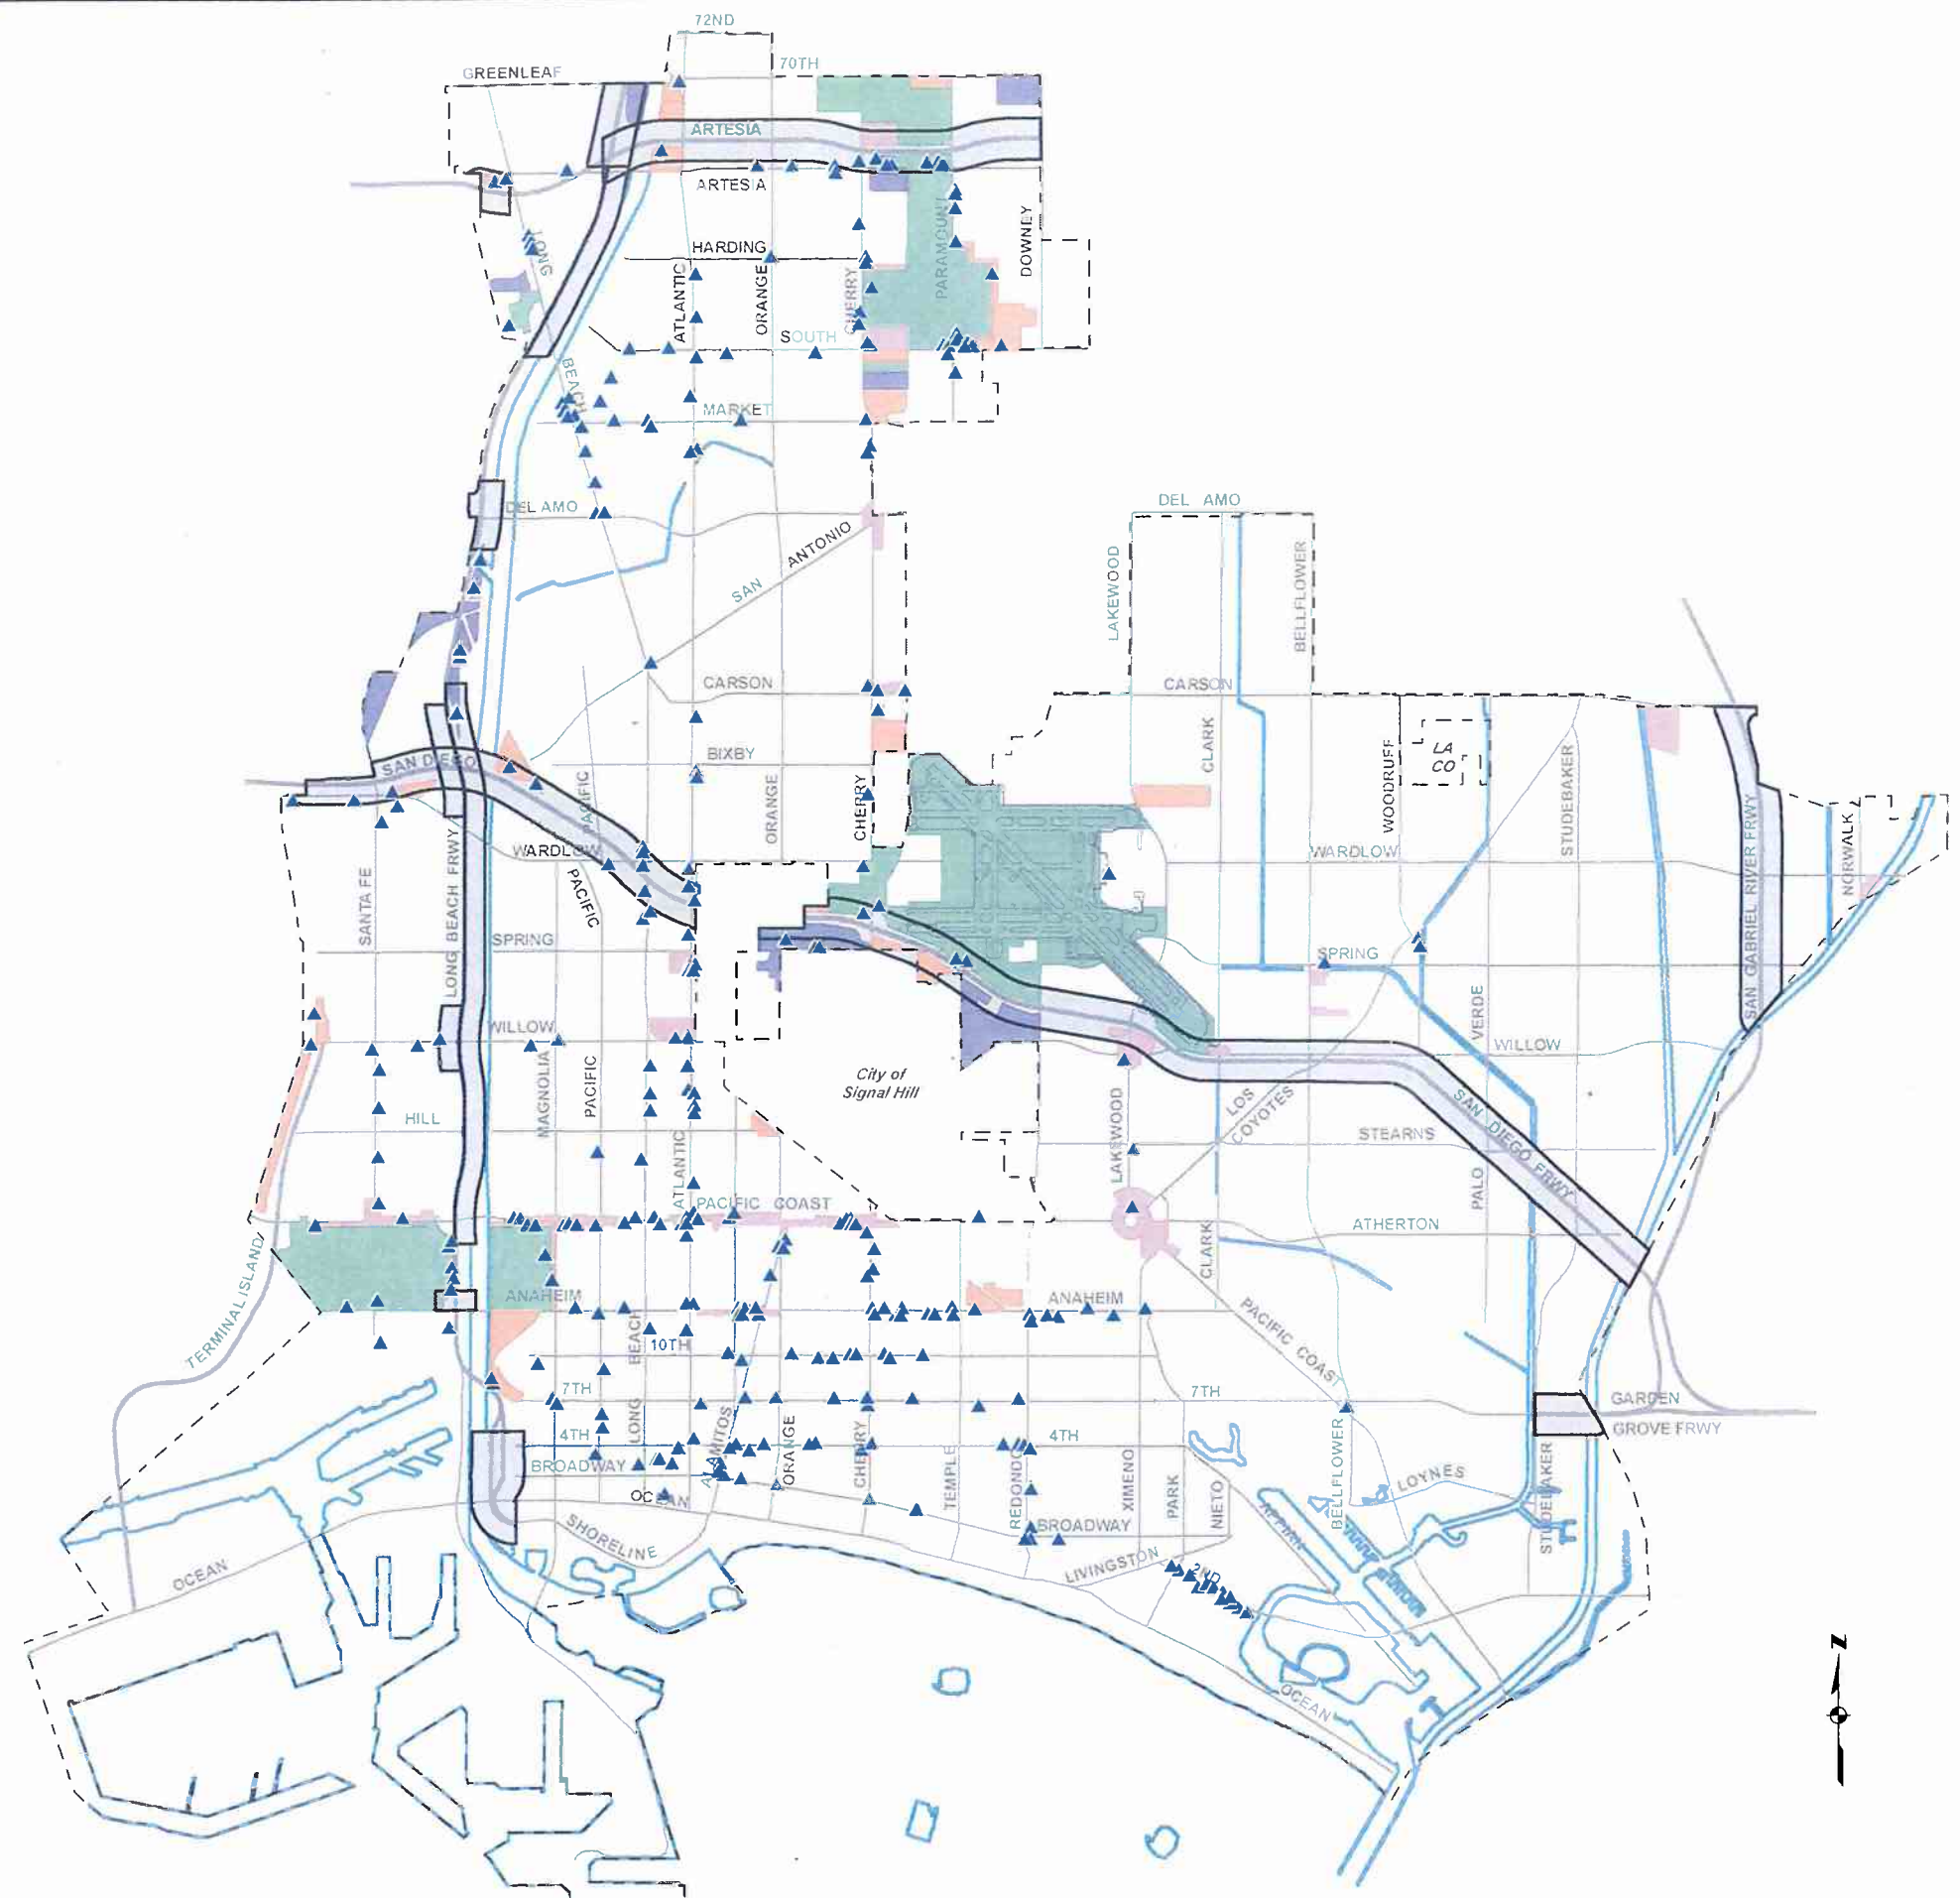 72ND
70TH
GREENLEAF
ARTESIA
ARTESIA
LONG
HARDING
ATLANTIC
ORANGE
CHERRY
PARAMOUNT
DOWNEY
SOUTH
BEACH
MARKET
DEL AMO
DEL AMO
SAN ANTONIO
LAKEWOOD
BELLFLOWER
CARSON
CARSON
BIXBY
SAN DIEGO
PACIFIC
ORANGE
CHERRY
CLARK
WOODRUFF
LA
CO
STUDEBAKER
WARDLOW
WARDLOW
SANTA FE
LONG BEACH FRWY
PACIFIC
NORWALK
SAN GABRIEL RIVER FRWY
SPRING
SPRING
WILLOW
WILLOW
VERDE
MAGNOLIA
PACIFIC
City of
Signal Hill
HILL
ATLANTIC
LAKEWOOD
LOS
COYOTES
STEARNS
SAN DIEGO FRWY
PALO
PACIFIC COAST
ATHERTON
CLARK
TERMINAL ISLAND
ANAHEIM
ANAHEIM
PACIFIC COAST
BEACH
10TH
7TH
7TH
GARDEN
GROVE FRWY
LONG
4TH
4TH
ALAMITOS
ORANGE
CHERRY
TEMPLE
REDONDO
XIMENO
PARK
NIETO
BELLFLOWER
LOYNES
STUDEBAKER
BROADWAY
OCEAN
SHORELINE
BROADWAY
APPIAN
LIVINGSTON
2ND
OCEAN
OCEAN
N